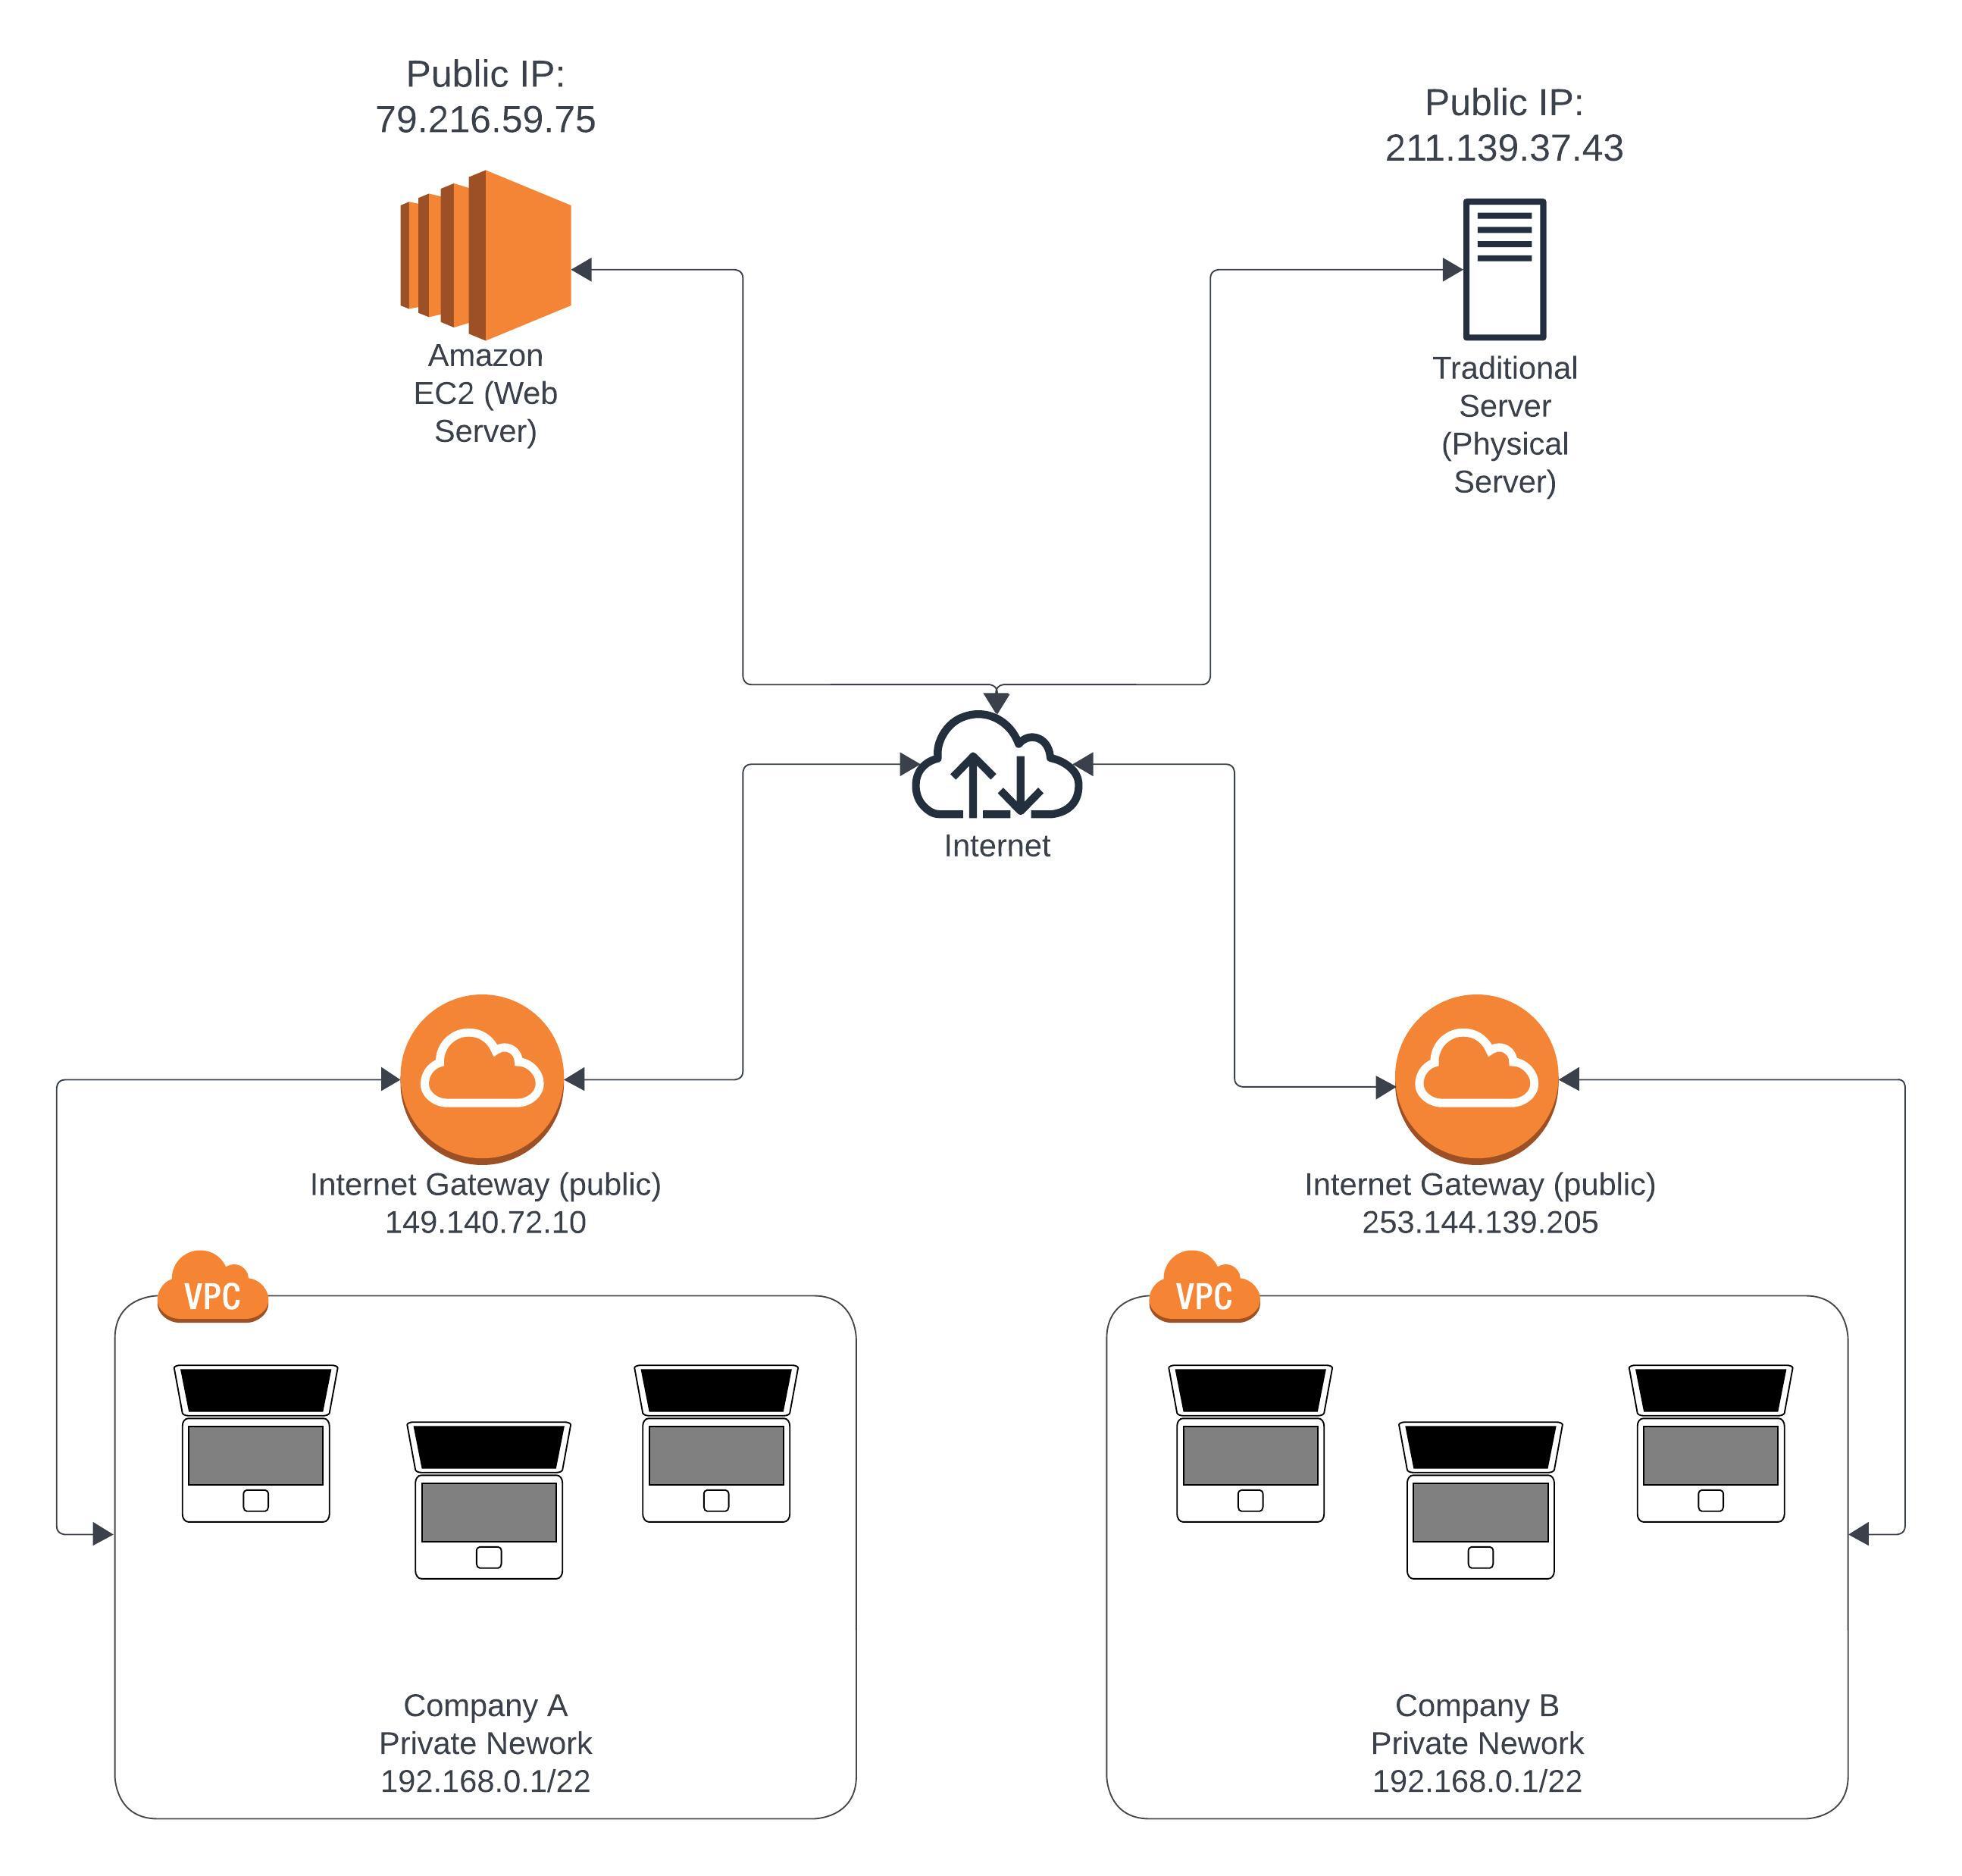 Public IP:
79.216.59.75
Public IP:
211.139.37.43
Amazon
EC2 (Web
Server)
Traditional
Server
(Physical
Server)
Internet
Internet Gateway (public)
149.140.72.10
Internet Gateway (public)
253.144.139.205
VPC
VPC
Company A
Private Nework
192.168.0.1/22
Company B
Private Nework
192.168.0.1/22